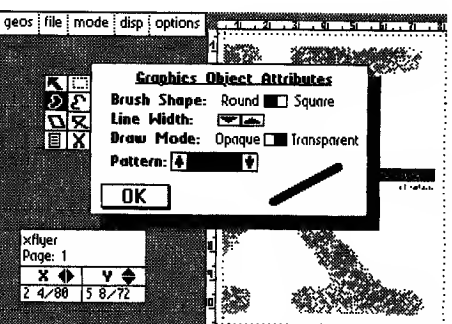 geos file mode disp options
Graphics Object Attributes
Brush Shape: Round Square
Line Width:
Draw Mode: Opaque Transparent
Pattern:
OK
xflyer
Page: 1
X Y
2 4/80 5 8/72